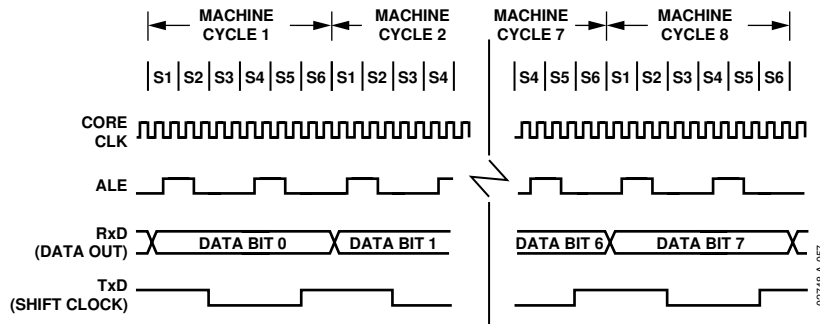 MACHINE CYCLE 1
MACHINE CYCLE 2
MACHINE CYCLE 7
MACHINE CYCLE 8
S1 S2 S3 S4 S5 S6 S1 S2 S3 S4
S4 S5 S6 S1 S2 S3 S4 S5 S6
CORE CLK
ALE
RxD (DATA OUT)
DATA BIT 0
DATA BIT 1
DATA BIT 6
DATA BIT 7
TxD (SHIFT CLOCK)